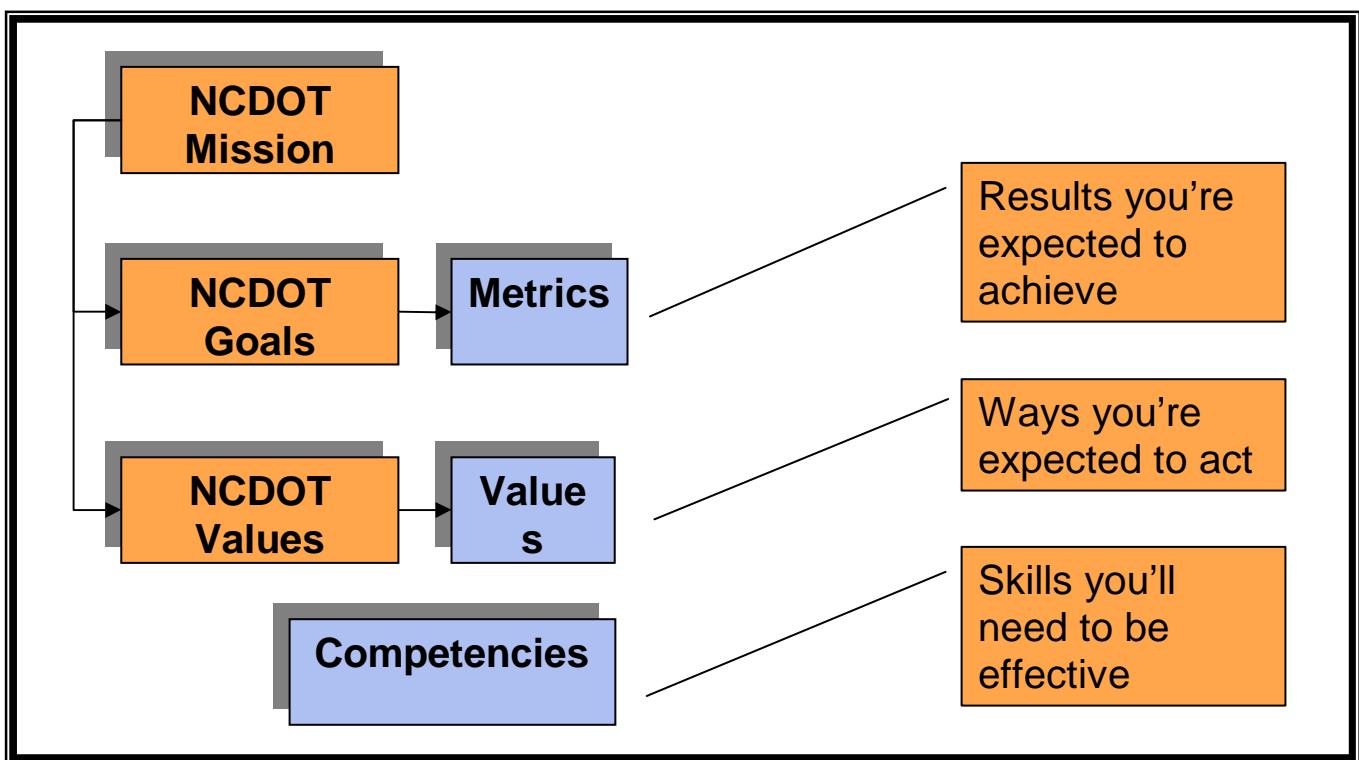 NCDOT
Mission
Results you’re
expected to
achieve
NCDOT
Goals
Metrics
Ways you’re
expected to act
NCDOT
Values
Value
s
Skills you’ll
need to be
effective
Competencies